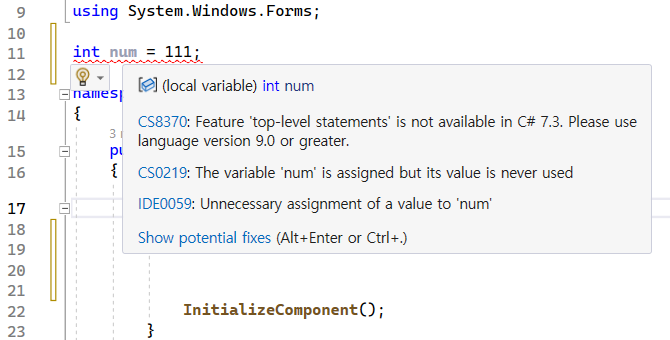 9 using System.Windows.Forms;
10
11 int num = 111;
12
(local variable) int num
CS8370: Feature 'top-level statements' is not available in C# 7.3. Please use
language version 9.0 or greater.
CS0219: The variable 'num' is assigned but its value is never used
IDE0059: Unnecessary assignment of a value to 'num'
Show potential fixes (Alt+Enter or Ctrl+.)
13
14 {
3
15 pu
16 {
17
18
19
20
21
22 InitializeComponent();
23 }